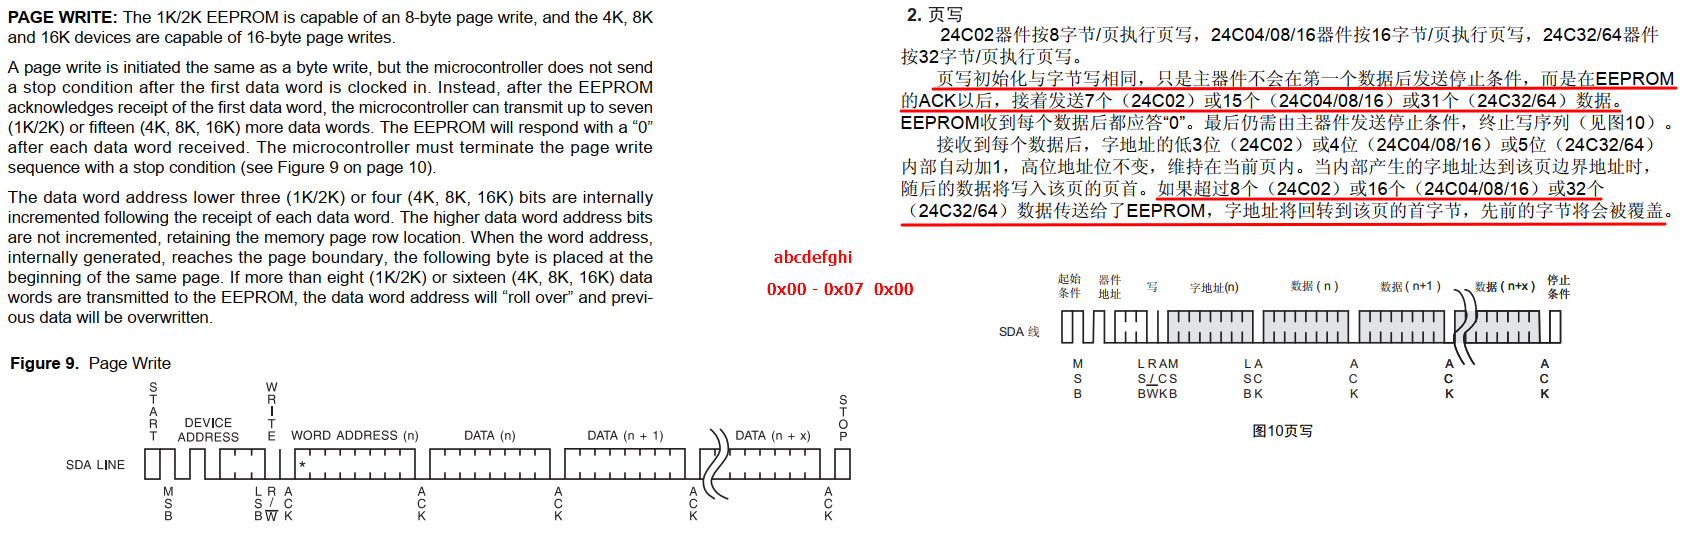 PAGE WRITE: The 1K/2K EEPROM is capable of an 8-byte page write, and the 4K, 8K
and 16K devices are capable of 16-byte page writes.
A page write is initiated the same as a byte write, but the microcontroller does not send
a stop condition after the first data word is clocked in. Instead, after the EEPROM
acknowledges receipt of the first data word, the microcontroller can transmit up to seven
(1K/2K) or fifteen (4K, 8K, 16K) more data words. The EEPROM will respond with a “0”
after each data word received. The microcontroller must terminate the page write
sequence with a stop condition (see Figure 9 on page 10).
The data word address lower three (1K/2K) or four (4K, 8K, 16K) bits are internally
incremented following the receipt of each data word. The higher data word address bits
are not incremented, retaining the memory page row location. When the word address,
internally generated, reaches the page boundary, the following byte is placed at the
beginning of the same page. If more than eight (1K/2K) or sixteen (4K, 8K, 16K) data
words are transmitted to the EEPROM, the data word address will “roll over” and previ-
ous data will be overwritten.
Figure 9. Page Write
START
WRITE
STOP
DEVICE
ADDRESS
WORD ADDRESS (n)
DATA (n)
DATA (n + 1)
DATA (n + x)
SDA LINE
*
MSB
LSB
R/W
ACK
ACK
ACK
ACK
ACK
abcdefghi
0x00 - 0x07 0x00
2. 页写
24C02器件按8字节/页执行页写，24C04/08/16器件按16字节/页执行页写，24C32/64器件
按32字节/页执行页写。
页写初始化与字节写相同，只是主器件不会在第一个数据后发送停止条件，而是在EEPROM
的ACK以后，接着发送7个（24C02）或15个（24C04/08/16）或31个（24C32/64）数据。
EEPROM收到每个数据后都应答“0”。最后仍需由主器件发送停止条件，终止写序列（见图10）。
接收到每个数据后，字地址的低3位（24C02）或4位（24C04/08/16）或5位（24C32/64）
内部自动加1，高位地址位不变，维持在当前页内。当内部产生的字地址达到该页边界地址时，
随后的数据将写入该页的页首。如果超过8个（24C02）或16个（24C04/08/16）或32个
（24C32/64）数据传送给了EEPROM，字地址将回转到该页的首字节，先前的字节将会被覆盖。
起始
条件
器件
地址
写
字地址(n)
数据 ( n )
数据 ( n+1 )
数据 ( n+x )
停止
条件
SDA 线
MSB
LSB
R/W
ACK
MSB
LSB
ACK
ACK
ACK
ACK
图10页写